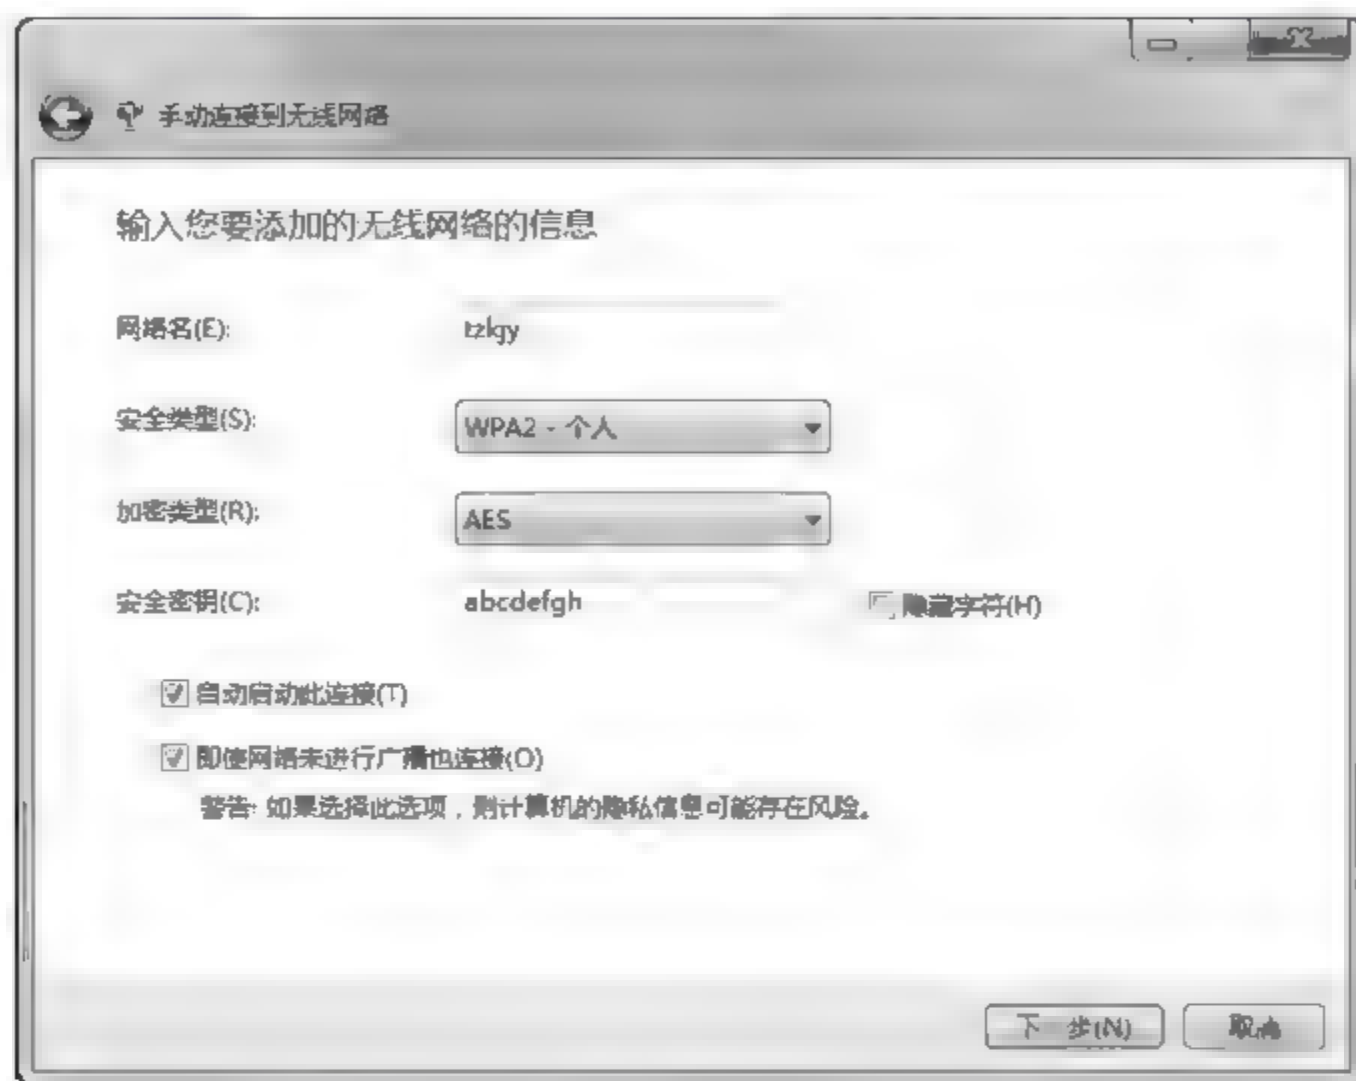 手动连接到无线网络
输入您要添加的无线网络的信息
网络名(E):
tzkjy
安全类型(S):
WPA2 - 个人
加密类型(R):
AES
安全密钥(C):
abcdefgh
隐藏字符(H)
自动启动此连接(T)
即使网络未进行广播也连接(O)
警告: 如果选择此选项，则计算机的隐私信息可能存在风险。
下一步(N)
取消